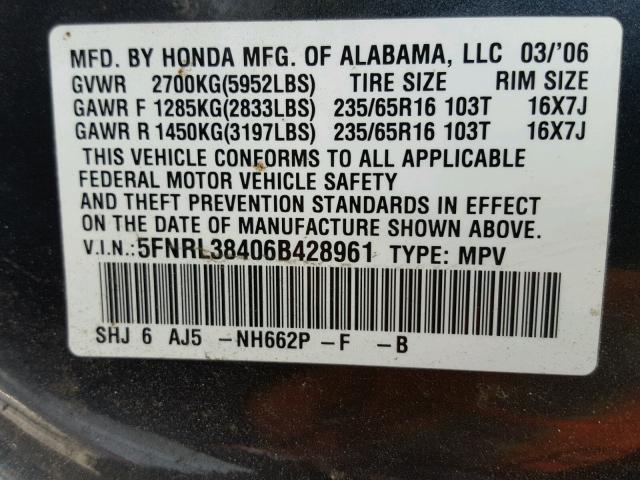 MFD. BY HONDA MFG. OF ALABAMA, LLC 03/'06
GVWR 2700KG(5952LBS) TIRE SIZE RIM SIZE
GAWR F 1285KG(2833LBS) 235/65R16 103T 16X7J
GAWR R 1450KG(3197LBS) 235/65R16 103T 16X7J
THIS VEHICLE CONFORMS TO ALL APPLICABLE
FEDERAL MOTOR VEHICLE SAFETY
AND THEFT PREVENTION STANDARDS IN EFFECT
ON THE DATE OF MANUFACTURE SHOWN ABOVE.
V.I.N.: 5FNRL38406B428961 TYPE: MPV
SHJ 6 AJ5 -NH662P -F -B